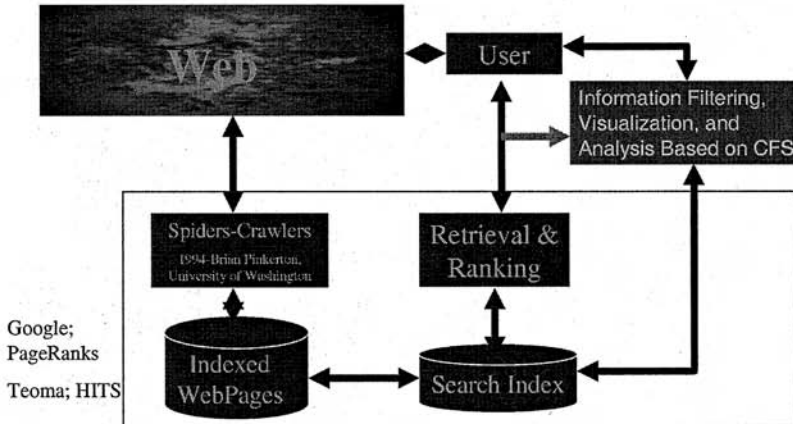 Web
User
Information Filtering,
Visualization, and
Analysis Based on CFS
Spiders-Crawlers
1994-Brian Pinkerton,
University of Washington
Retrieval &
Ranking
Google;
PageRanks
Teoma; HITS
Indexed
WebPages
Search Index